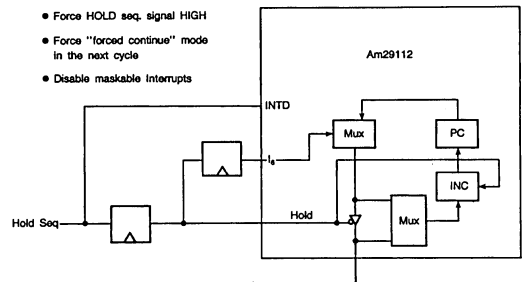 ● Force HOLD seq. signal HIGH
● Force "forced continue" mode
in the next cycle
● Disable maskable Interrupts
Am29112
INTD
Mux
PC
I₆
INC
Hold Seq
Hold
Mux